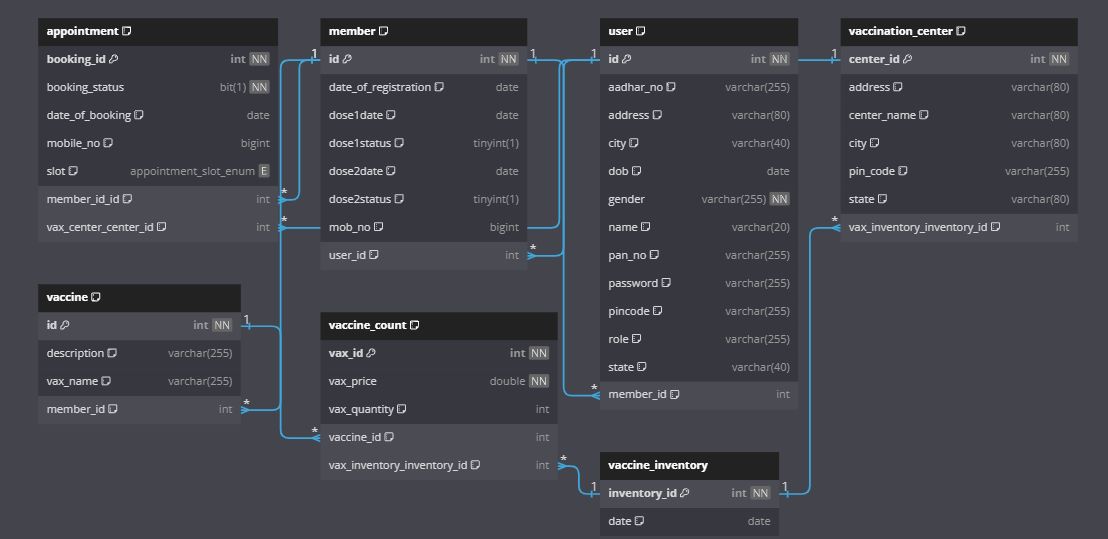 appointment
booking_id int NN
booking_status bit(1) NN
date_of_booking date
mobile_no bigint
slot appointment_slot_enum E
member_id_id int
vax_center_center_id int
member
id int NN
date_of_registration date
dose1date date
dose1status tinyint(1)
dose2date date
dose2status tinyint(1)
mob_no bigint
user_id int
user
id int NN
aadhar_no varchar(255)
address varchar(80)
city varchar(40)
dob date
gender varchar(255) NN
name varchar(20)
pan_no varchar(255)
password varchar(255)
pincode varchar(255)
role varchar(255)
state varchar(40)
member_id int
vaccination_center
center_id int NN
address varchar(80)
center_name varchar(80)
city varchar(80)
pin_code varchar(255)
state varchar(80)
vax_inventory_inventory_id int
vaccine
id int NN
description varchar(255)
vax_name varchar(255)
member_id int
vaccine_count
vax_id int NN
vax_price double NN
vax_quantity int
vaccine_id int
vax_inventory_inventory_id int
vaccine_inventory
inventory_id int NN
date date
1
1
1
1
*
*
*
*
*
1
*
*
*
1
1